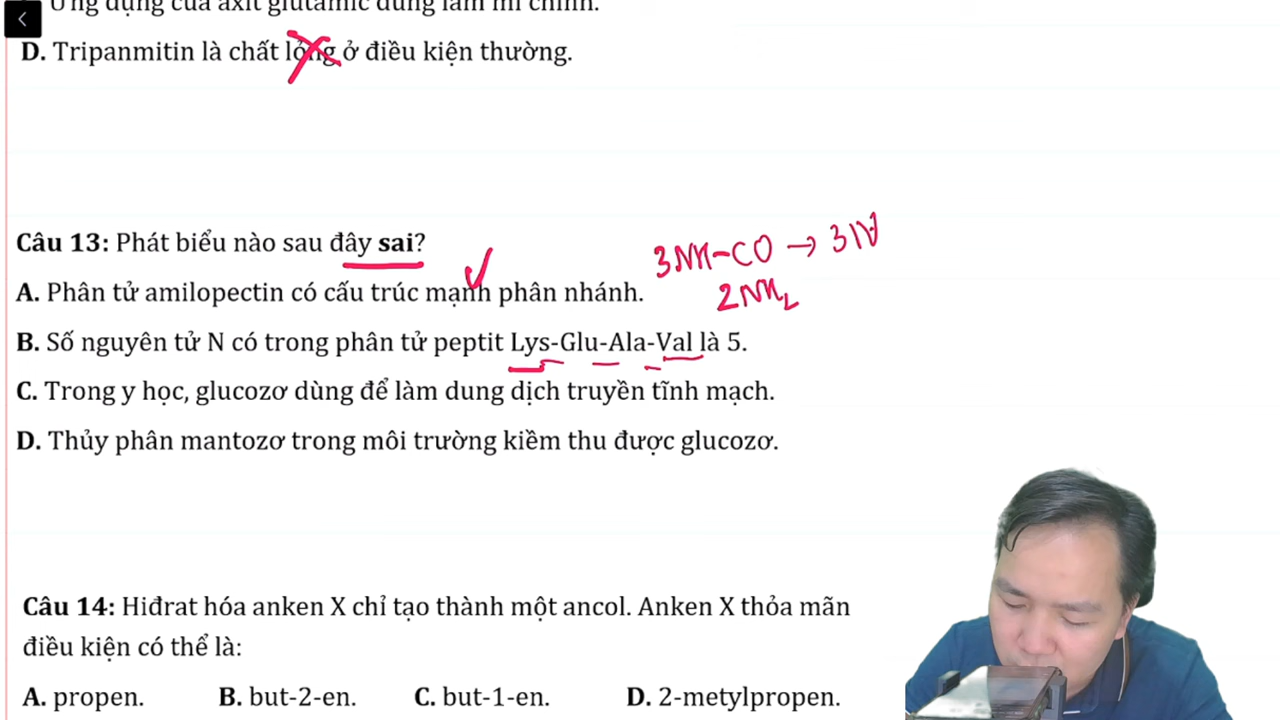 Ứng dụng của axit glutamic dùng làm mì chính.
D. Tripanmitin là chất lỏng ở điều kiện thường.
Câu 13: Phát biểu nào sau đây sai?
3NH-CO → 3N
2NH2
A. Phân tử amilopectin có cấu trúc mạnh phân nhánh.
B. Số nguyên tử N có trong phân tử peptit Lys-Glu-Ala-Val là 5.
C. Trong y học, glucozơ dùng để làm dung dịch truyền tĩnh mạch.
D. Thủy phân mantozơ trong môi trường kiềm thu được glucozơ.
Câu 14: Hiđrat hóa anken X chỉ tạo thành một ancol. Anken X thỏa mãn
điều kiện có thể là:
A. propen. B. but-2-en. C. but-1-en. D. 2-metylpropen.